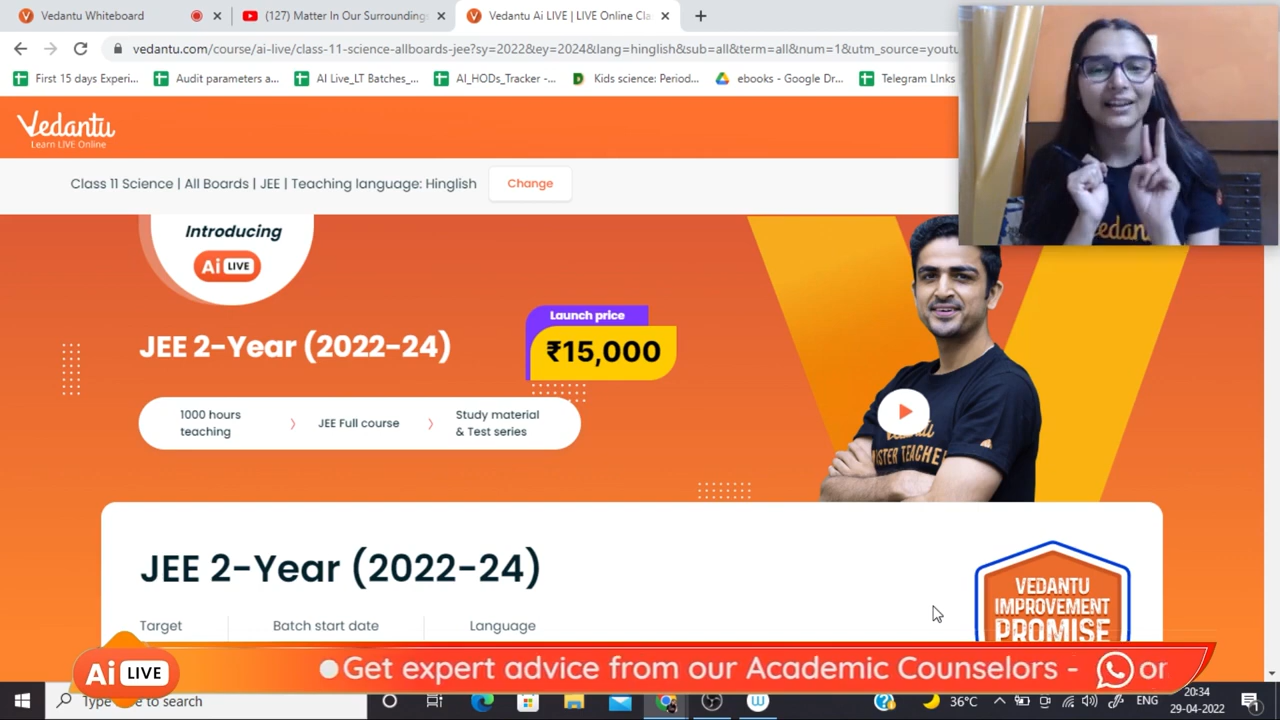 Vedantu Whiteboard
(127) Matter In Our Surroundings
Vedantu Ai LIVE | LIVE Online Cla
vedantu.com/course/ai-live/class-11-science-allboards-jee?sy=2022&ey=2024&lang=hinglish&sub=all&term=all&num=1&utm_source=youtu
First 15 days Experi...
Audit parameters a...
AI Live_LT Batches_...
AI_HODs_Tracker -...
Kids science: Period...
ebooks - Google Dr...
Telegram LInks
Vedantu
Learn LIVE Online
Class 11 Science | All Boards | JEE | Teaching language: Hinglish
Change
Introducing
Ai LIVE
JEE 2-Year (2022-24)
Launch price
₹15,000
1000 hours
teaching
JEE Full course
Study material
& Test series
JEE 2-Year (2022-24)
Target
Batch start date
Language
VEDANTU
IMPROVEMENT
PROMISE
Ai LIVE
Get expert advice from our Academic Counselors - or
Type here to search
36°C
ENG
20:34
29-04-2022